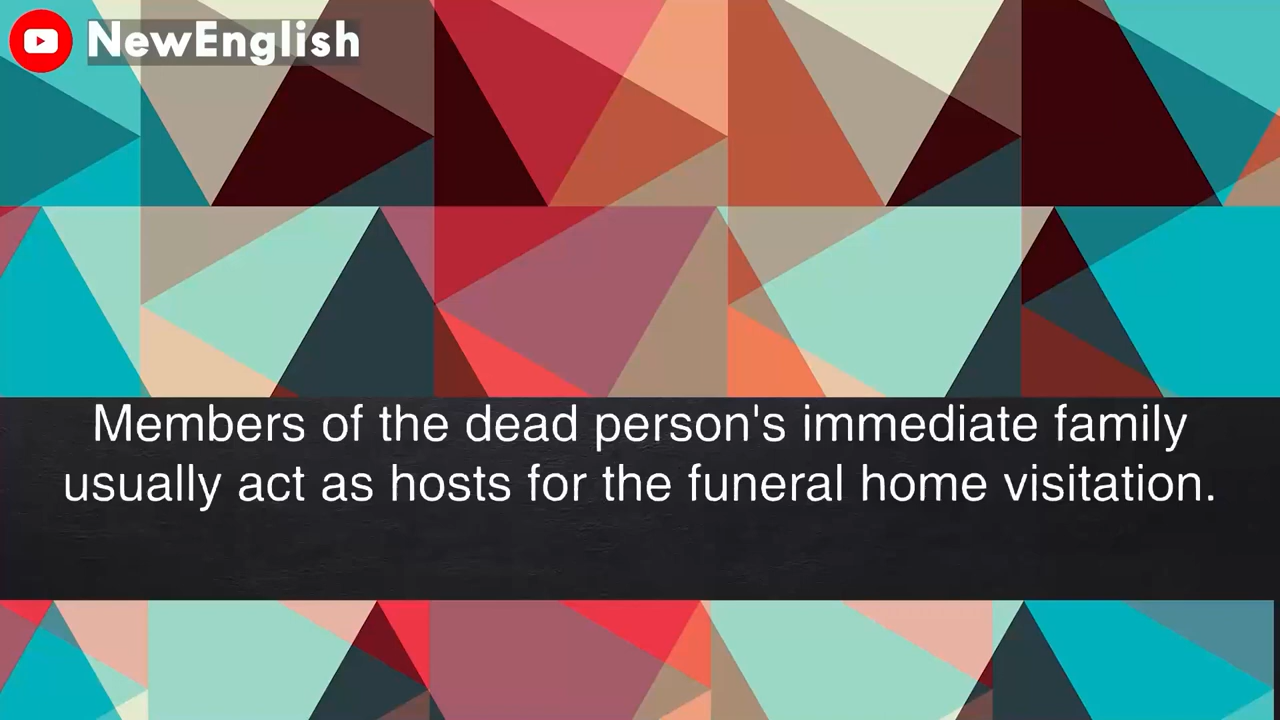 NewEnglish
Members of the dead person's immediate family
usually act as hosts for the funeral home visitation.